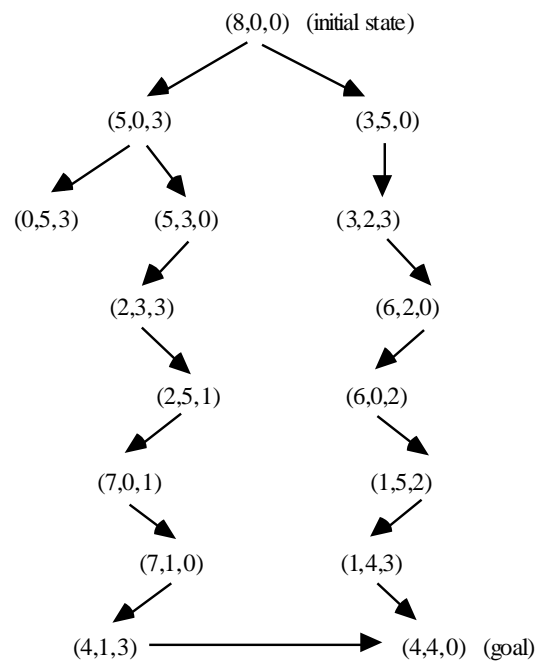 (8,0,0) (initial state)
(5,0,3) (3,5,0)
(0,5,3) (5,3,0) (3,2,3)
(2,3,3) (6,2,0)
(2,5,1) (6,0,2)
(7,0,1) (1,5,2)
(7,1,0) (1,4,3)
(4,1,3) (4,4,0) (goal)